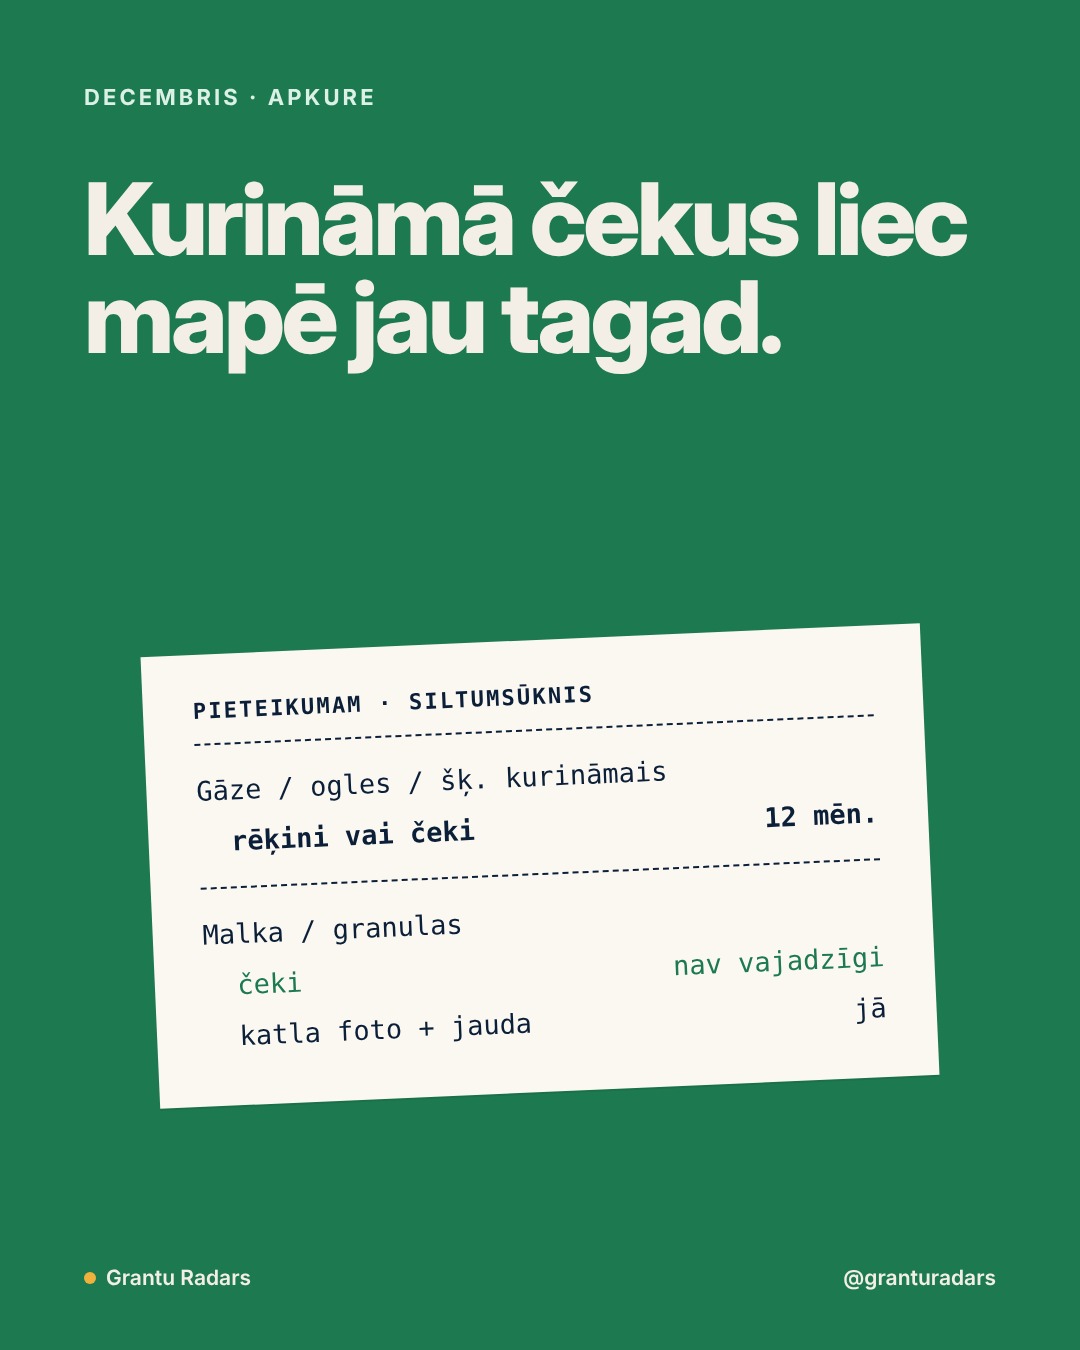 DECEMBRIS · APKURE
Kurināmā čekus liec
mapē jau tagad.
PIETEIKUMAM · SILTUMSŪKNIS
Gāze / ogles / šķ. kurināmais
rēķini vai čeki 12 mēn.
Malka / granulas
čeki nav vajadzīgi
katla foto + jauda jā
Grantu Radars @granturadars